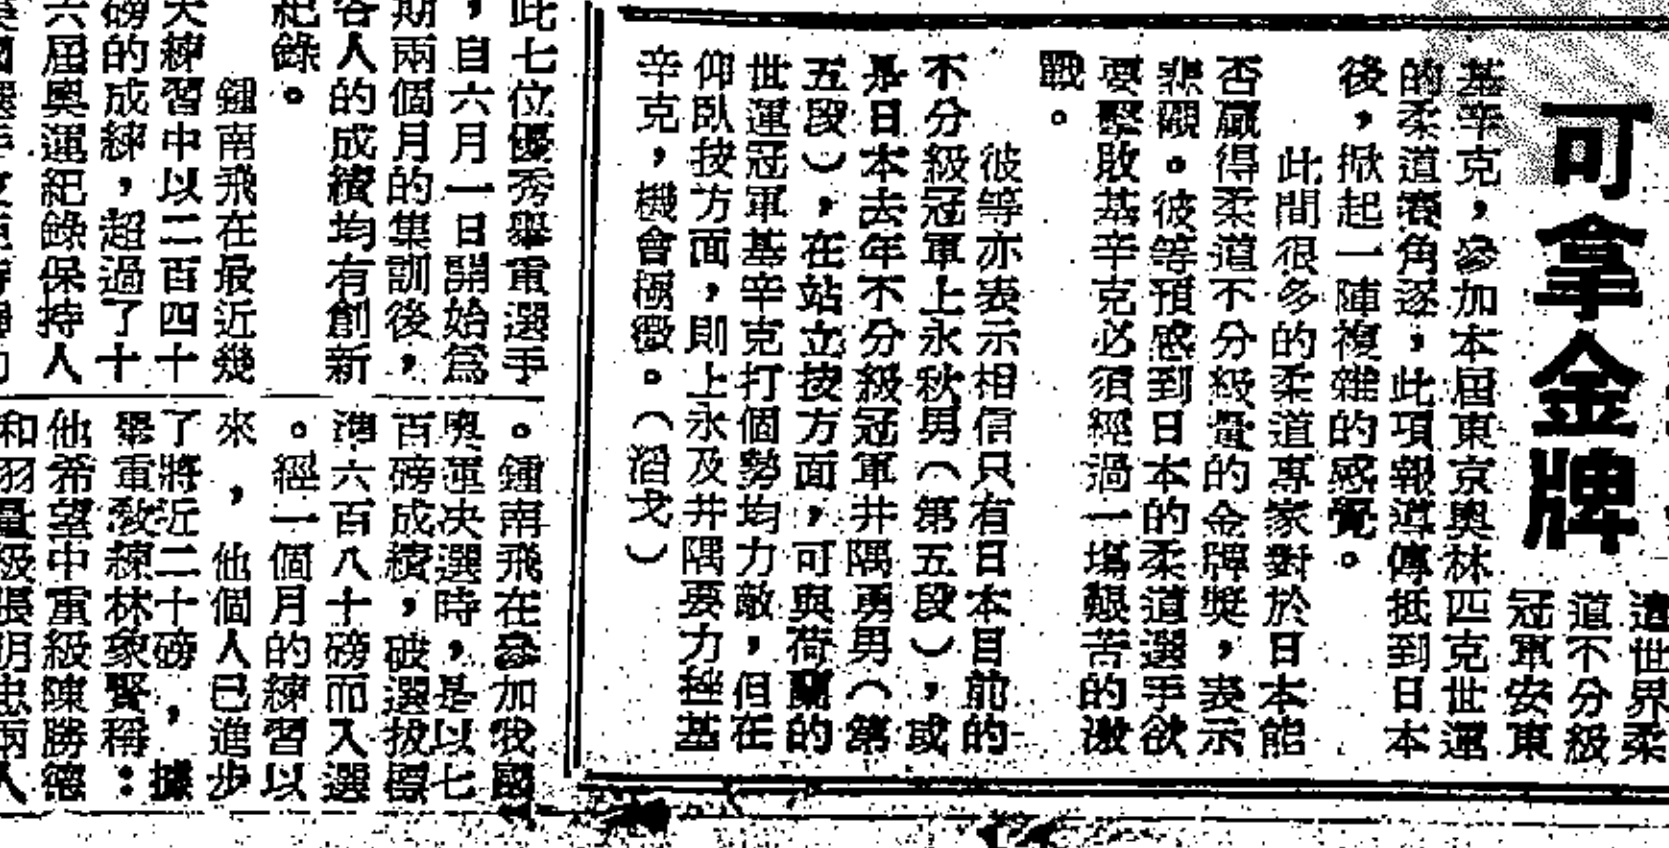 可拿金牌
遭世界柔
道不分級
冠軍安東
基辛克，參加本屆東京奧林匹克世運
的柔道賽角逐，此項報道傳抵到日本
後，掀起一陣複雜的感覺。
此間很多的柔道專家對於日本能
否贏得柔道不分級量的金牌獎，表示
悲觀。彼等預感到日本的柔道選手欲
要擊敗基辛克必須經過一塲艱苦的激
戰。
彼等亦表示相信只有日本目前的
不分級冠軍上永秋男（第五段），或
是日本去年不分級冠軍井隅勇男（第
五段），在站立技方面，可與荷蘭的
世運冠軍基辛克打個勢均力敵，但在
仰臥技方面，則上永及井隅要力挫基
辛克，機會極微。（滔戈）
此七位優秀舉重選手
，自六月一日開始爲
期兩個月的集訓後，
各人的成績均有創新
紀錄。
鍾南飛在最近幾
天練習中以二百四十
磅的成練，超過了十
六屆奧運紀錄保持人
。鍾南飛在參加我國
奧運决選時，是以七
百磅成績，破選拔標
準六百八十磅而入選
。經一個月的練習以
來，他個人已進步
了將近二十磅，據
舉重教練林象賢稱：
他希望中重級陳勝德
和羽量級張明忠兩人